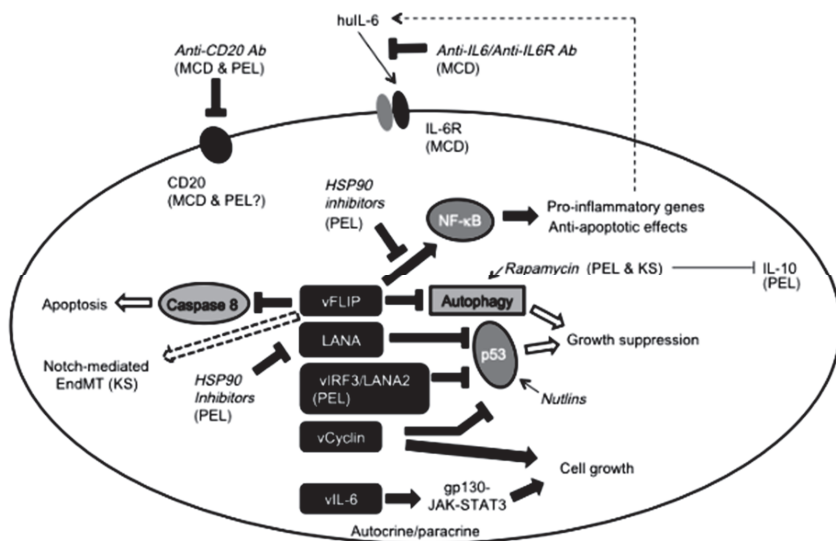 huIL-6
Anti-CD20 Ab
(MCD & PEL)
Anti-IL6/Anti-IL6R Ab
(MCD)
IL-6R
(MCD)
CD20
(MCD & PEL?)
HSP90
inhibitors
(PEL)
NF-κB
Pro-inflammatory genes
Anti-apoptotic effects
Rapamycin (PEL & KS)
IL-10
(PEL)
Apoptosis
Caspase 8
vFLIP
Autophagy
LANA
p53
Growth suppression
Notch-mediated
EndMT (KS)
HSP90
Inhibitors
(PEL)
vIRF3/LANA2
(PEL)
Nutlins
vCyclin
Cell growth
vIL-6
gp130-
JAK-STAT3
Autocrine/paracrine